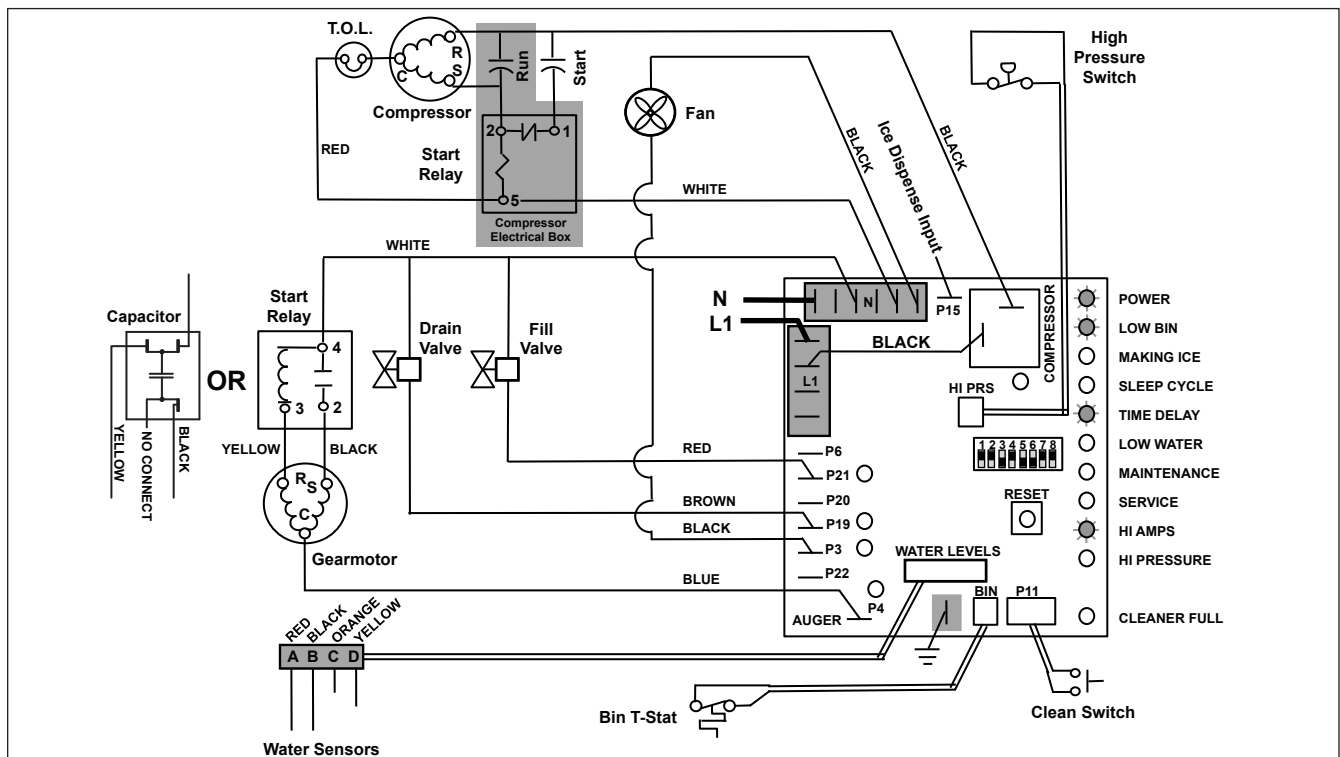 T.O.L.
R
S
C
Compressor
Run
Start
RED
2
1
Start
Relay
5
Compressor
Electrical Box
Fan
BLACK
Ice Dispense Input
BLACK
High
Pressure
Switch
WHITE
WHITE
Capacitor
YELLOW
NO CONNECT
BLACK
OR
Start
Relay
4
3
2
YELLOW
BLACK
R
S
C
Gearmotor
Drain
Valve
Fill
Valve
N
L1
N
P15
L1
BLACK
COMPRESSOR
HI PRS
1 2 3 4 5 6 7 8
RESET
POWER
LOW BIN
MAKING ICE
SLEEP CYCLE
TIME DELAY
LOW WATER
MAINTENANCE
SERVICE
HI AMPS
HI PRESSURE
CLEANER FULL
RED
P6
P21
P20
BROWN
P19
BLACK
P3
P22
BLUE
P4
AUGER
WATER LEVELS
BIN
P11
RED
BLACK
ORANGE
YELLOW
A B C D
Water Sensors
Bin T-Stat
Clean Switch